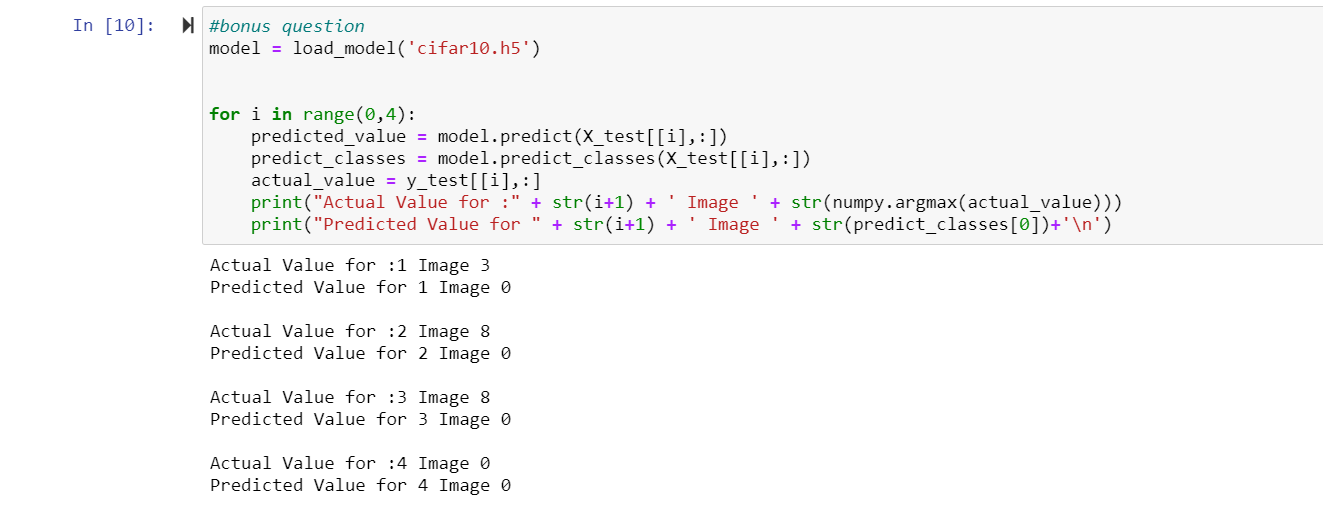 In [10]:
#bonus question
model = load_model('cifar10.h5')
for i in range(0,4):
    predicted_value = model.predict(X_test[[i],:])
    predict_classes = model.predict_classes(X_test[[i],:])
    actual_value = y_test[[i],:]
    print("Actual Value for :" + str(i+1) + ' Image ' + str(numpy.argmax(actual_value)))
    print("Predicted Value for " + str(i+1) + ' Image ' + str(predict_classes[0])+'\n')
Actual Value for :1 Image 3
Predicted Value for 1 Image 0
Actual Value for :2 Image 8
Predicted Value for 2 Image 0
Actual Value for :3 Image 8
Predicted Value for 3 Image 0
Actual Value for :4 Image 0
Predicted Value for 4 Image 0